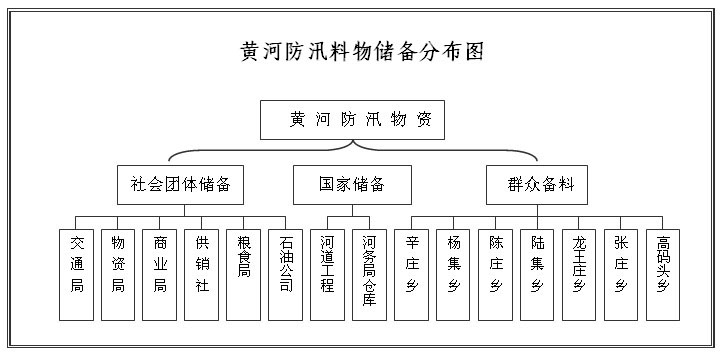 黄河防汛料物储备分布图
黄河防汛物资
社会团体储备
国家储备
群众备料
交通局
物资局
商业局
供销社
粮食局
石油公司
河道工程
河务局仓库
辛庄乡
杨集乡
陈庄乡
陆集乡
龙王庄乡
张庄乡
高码头乡